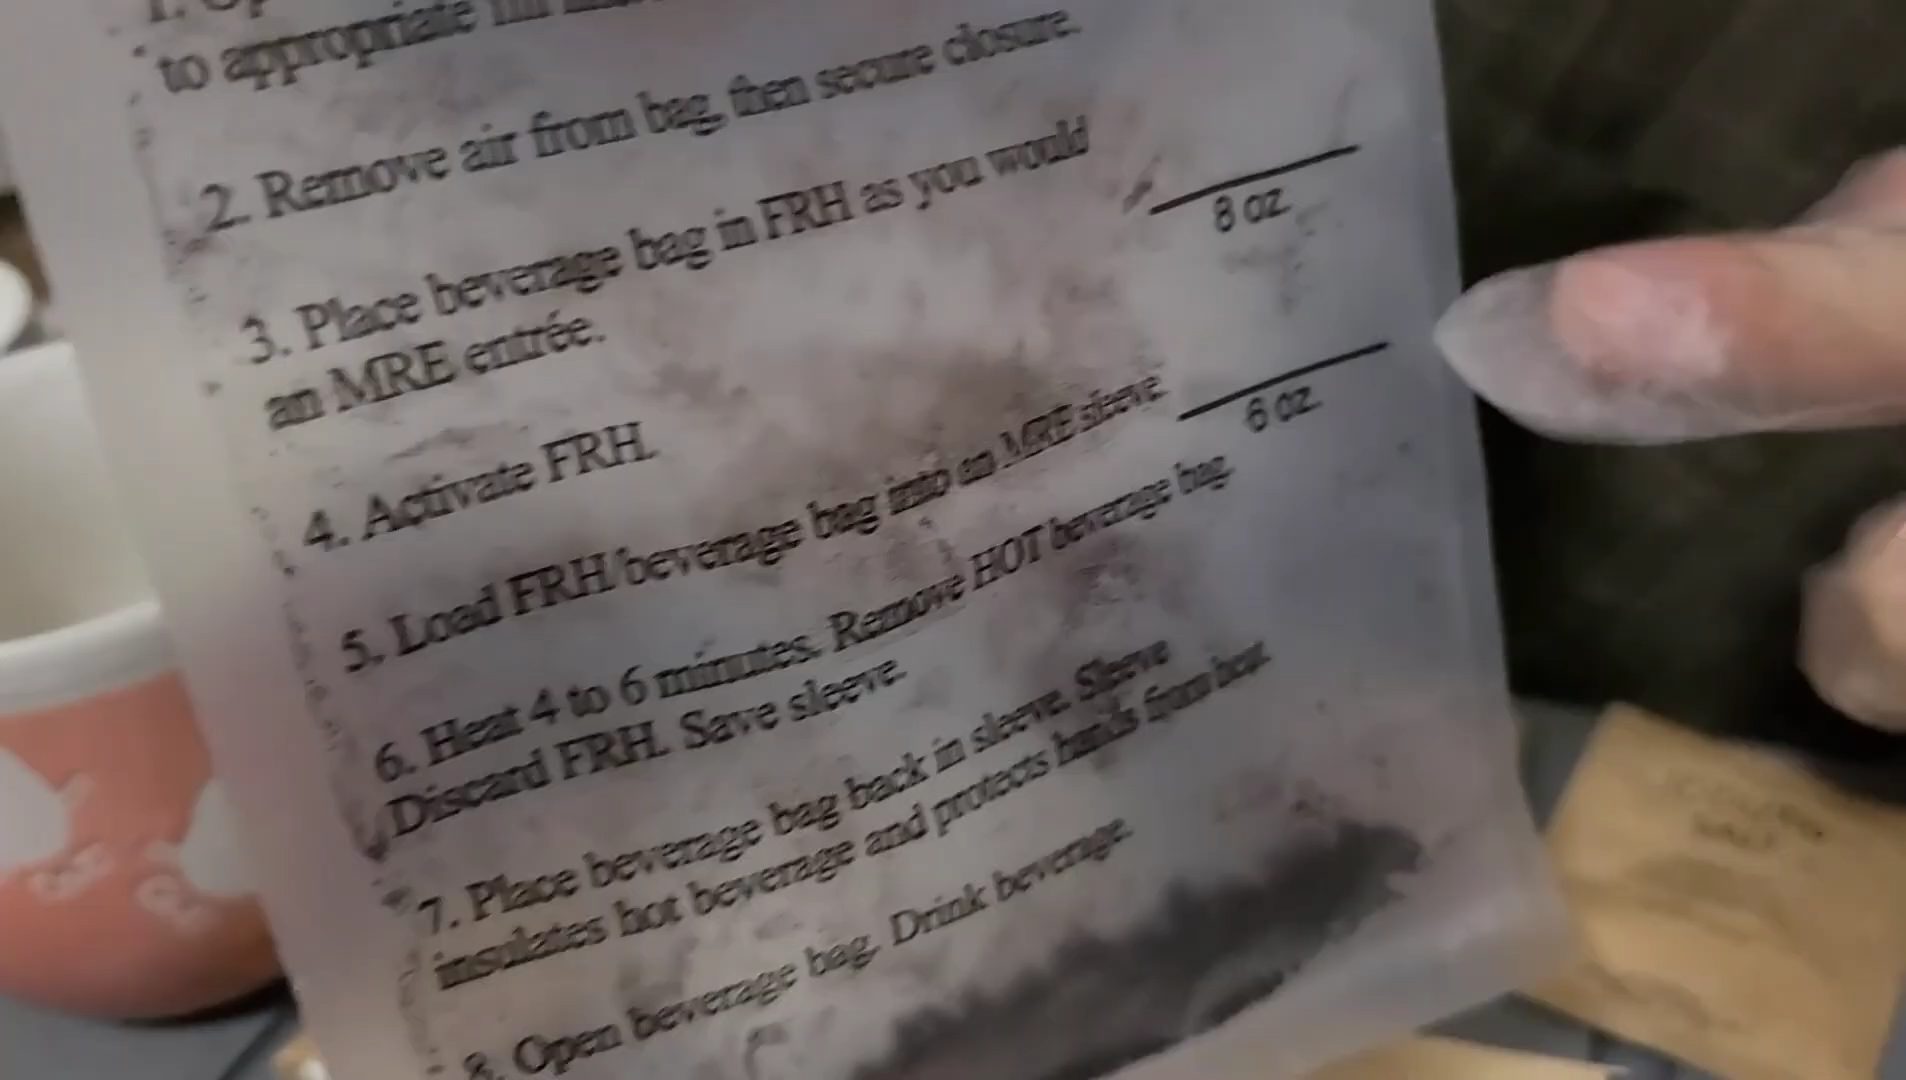 to appropriate
2. Remove air from bag, then secure closure.
3. Place beverage bag in FRH as you would
an MRE entrée.
4. Activate FRH.
5. Load FRH/beverage bag into an MRE sleeve.
6. Heat 4 to 6 minutes. Remove HOT beverage bag.
Discard FRH. Save sleeve.
7. Place beverage bag back in sleeve. Sleeve
insulates hot beverage and protects hands from heat.
8. Open beverage bag. Drink beverage.
8 oz.
6 oz.